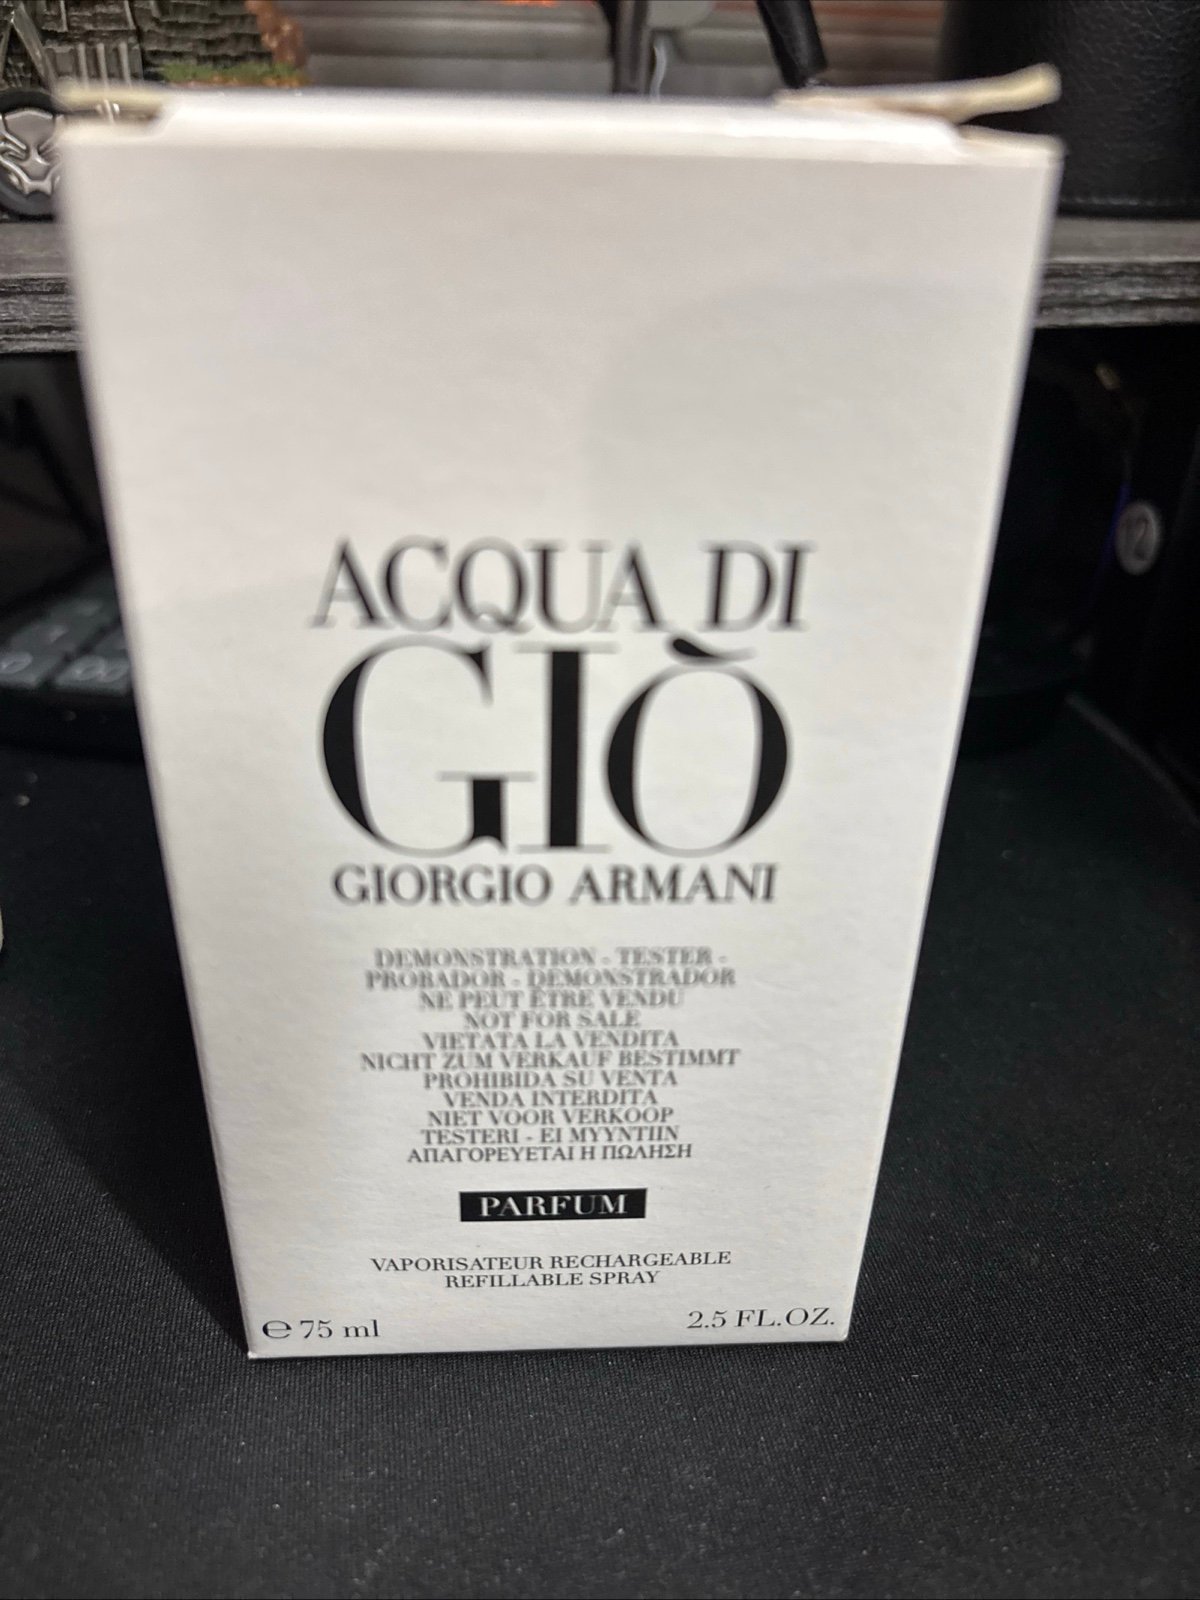 ACQUA DI
GIÒ
GIORGIO ARMANI
DEMONSTRATION - TESTER -
PROBADOR - DEMONSTRADOR
NE PEUT ÊTRE VENDU
NOT FOR SALE
VIETATA LA VENDITA
NICHT ZUM VERKAUF BESTIMMT
PROHIBIDA SU VENTA
VENDA INTERDITA
NIET VOOR VERKOOP
TESTERI - EI MYYNTIIN
ΑΠΑΓΟΡΕΥΕΤΑΙ Η ΠΩΛΗΣΗ
PARFUM
VAPORISATEUR RECHARGEABLE
REFILLABLE SPRAY
℮ 75 ml 2.5 FL.OZ.
12